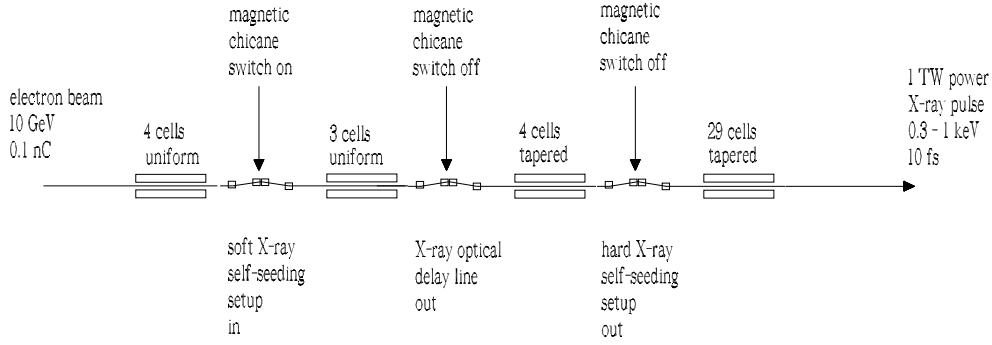 magnetic
chicane
switch on
magnetic
chicane
switch off
magnetic
chicane
switch off
electron beam
10 GeV
0.1 nC
4 cells
uniform
3 cells
uniform
4 cells
tapered
29 cells
tapered
1 TW power
X-ray pulse
0.3 - 1 keV
10 fs
soft X-ray
self-seeding
setup
in
X-ray optical
delay line
out
hard X-ray
self-seeding
setup
out